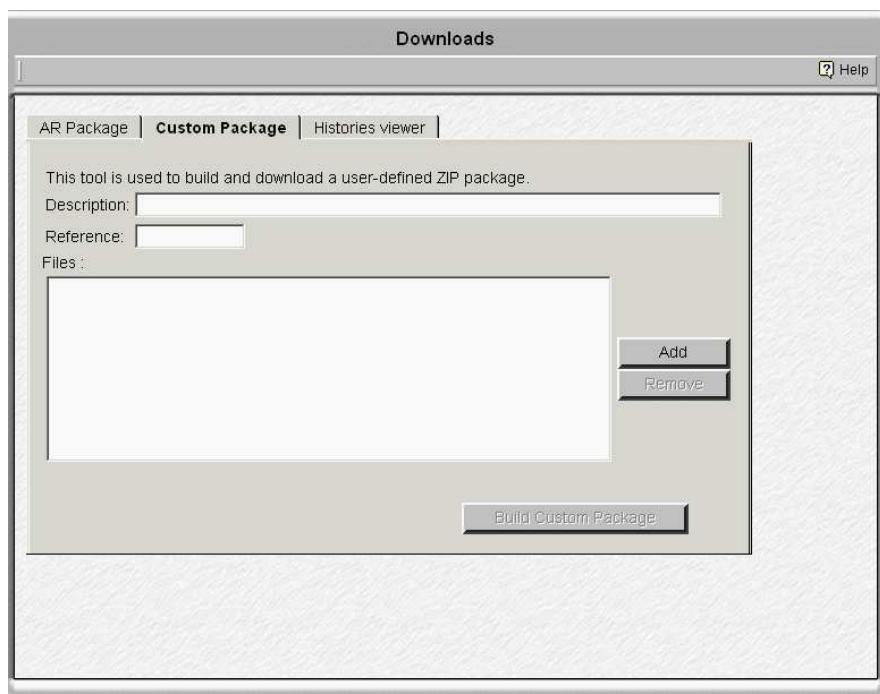 Downloads
Help
AR Package Custom Package Histories viewer
This tool is used to build and download a user-defined ZIP package.
Description:
Reference:
Files :
Add
Remove
Build Custom Package